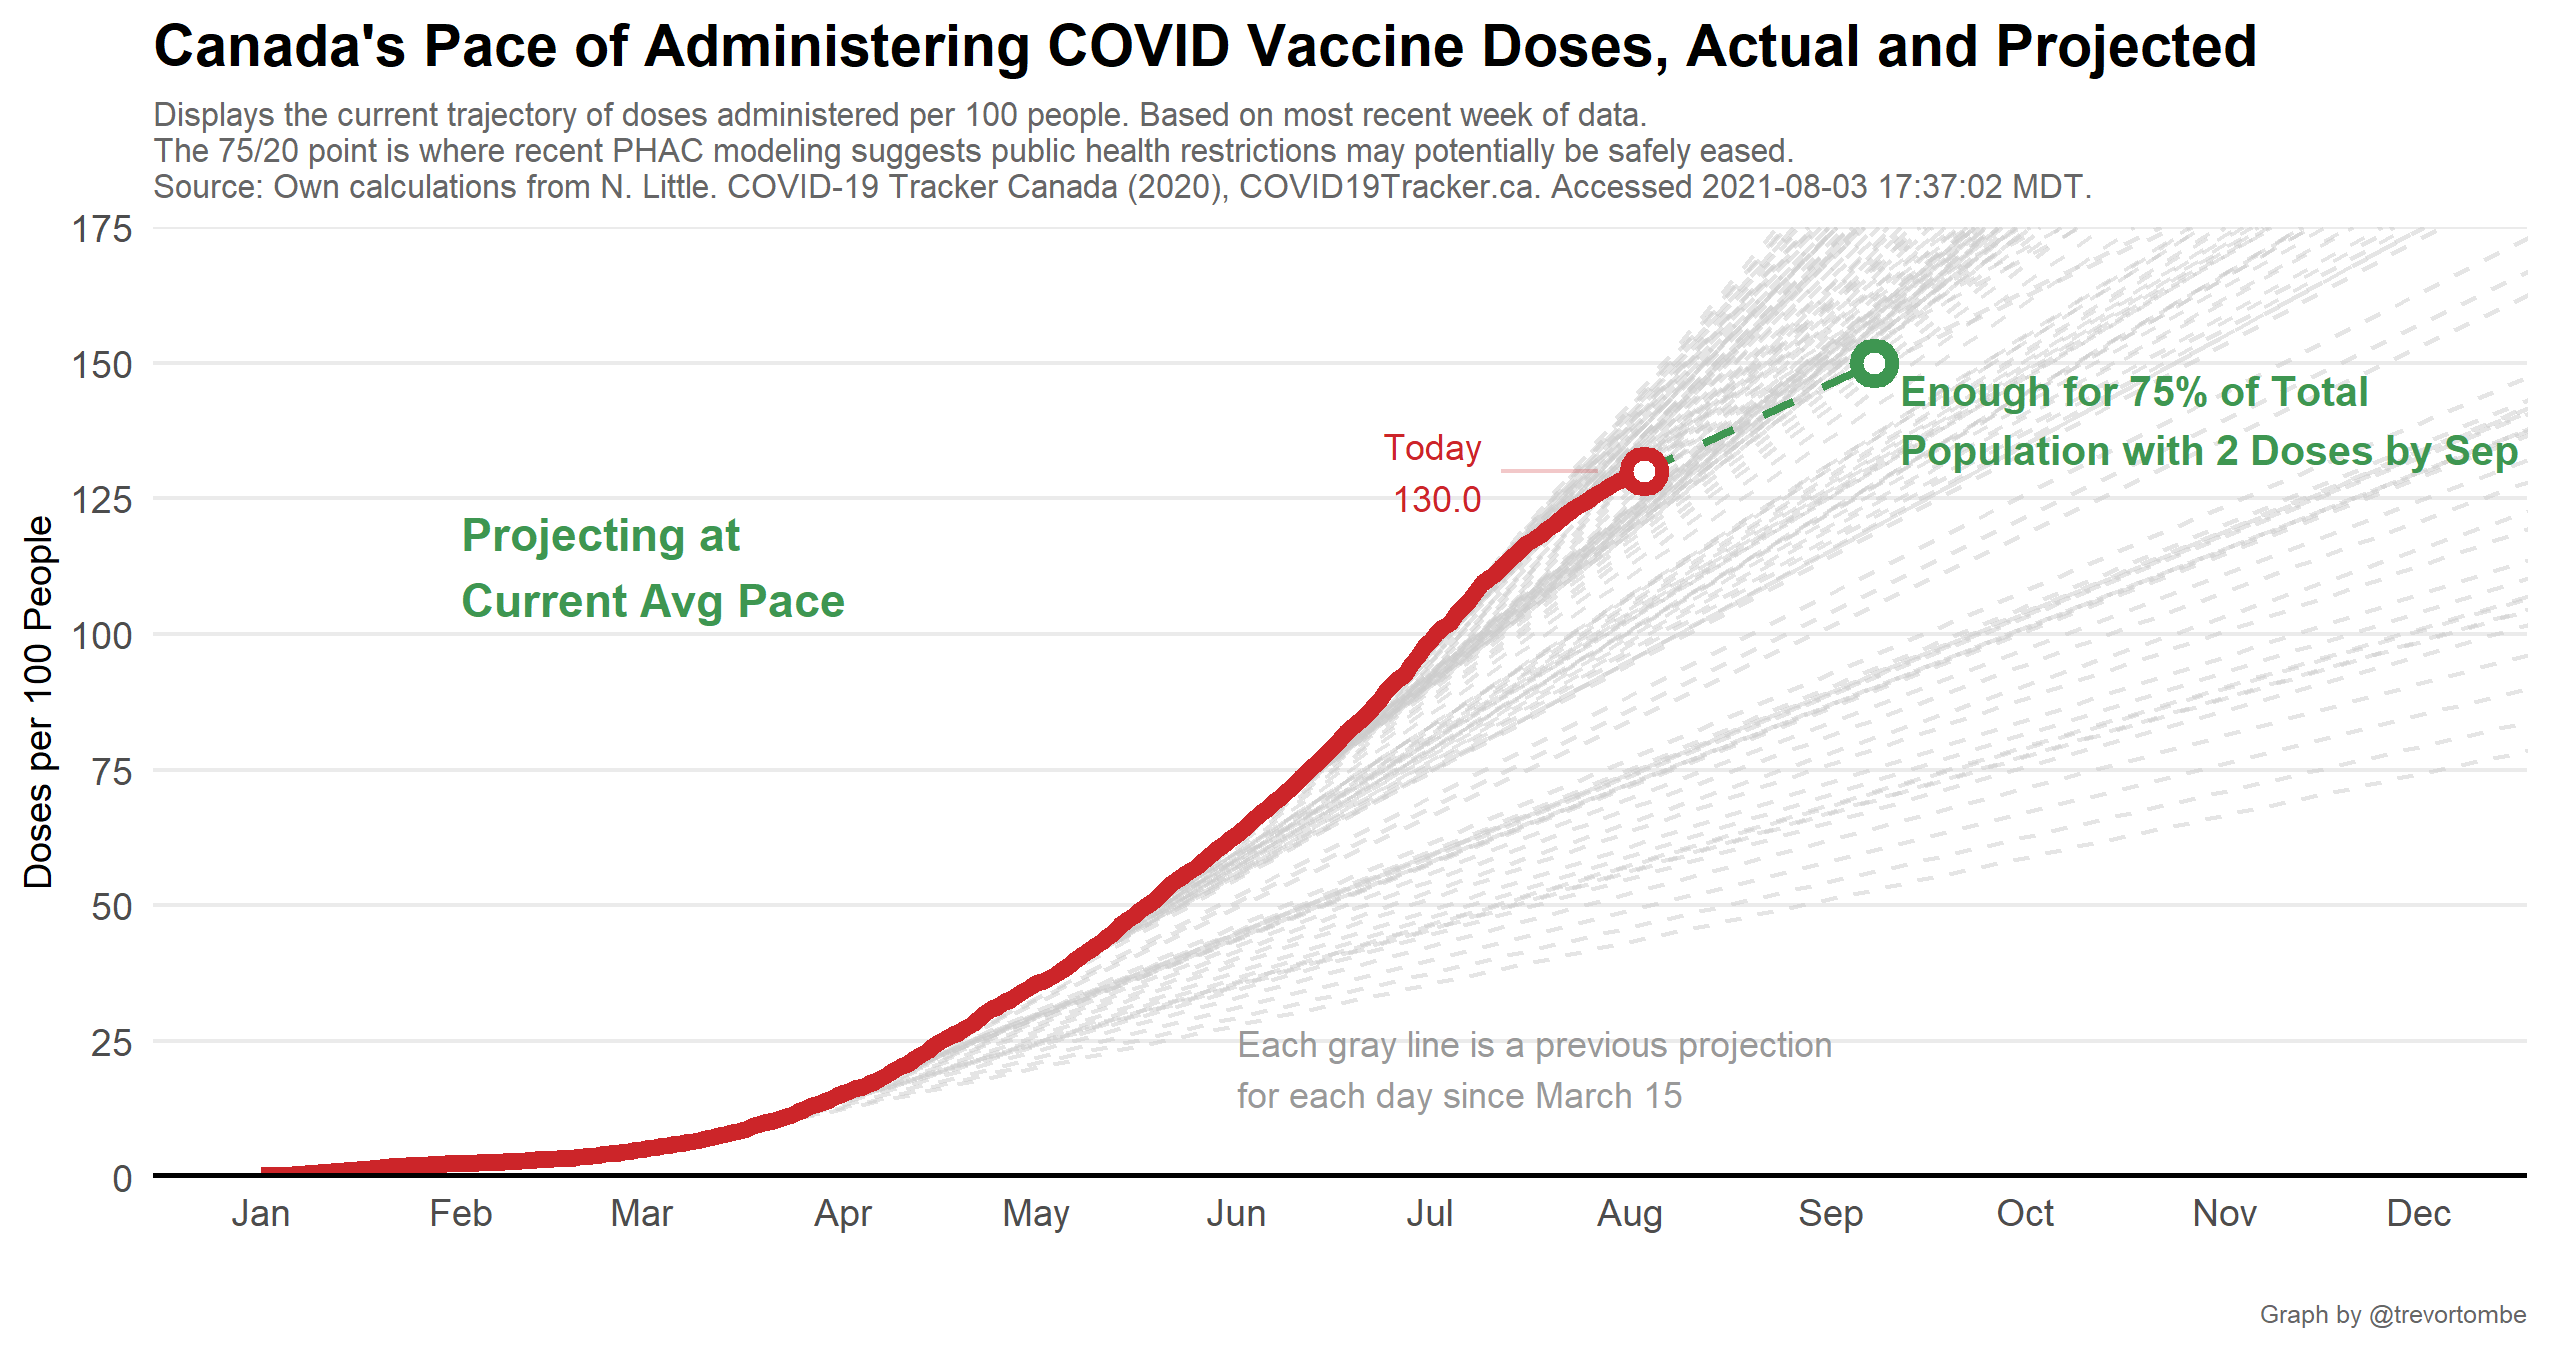 Canada's Pace of Administering COVID Vaccine Doses, Actual and Projected
Displays the current trajectory of doses administered per 100 people. Based on most recent week of data.
The 75/20 point is where recent PHAC modeling suggests public health restrictions may potentially be safely eased.
Source: Own calculations from N. Little. COVID-19 Tracker Canada (2020), COVID19Tracker.ca. Accessed 2021-08-03 17:37:02 MDT.
Doses per 100 People
175
150
125
100
75
50
25
0
Projecting at
Current Avg Pace
Today
130.0
Enough for 75% of Total
Population with 2 Doses by Sep
Each gray line is a previous projection
for each day since March 15
Jan Feb Mar Apr May Jun Jul Aug Sep Oct Nov Dec
Graph by @trevortombe